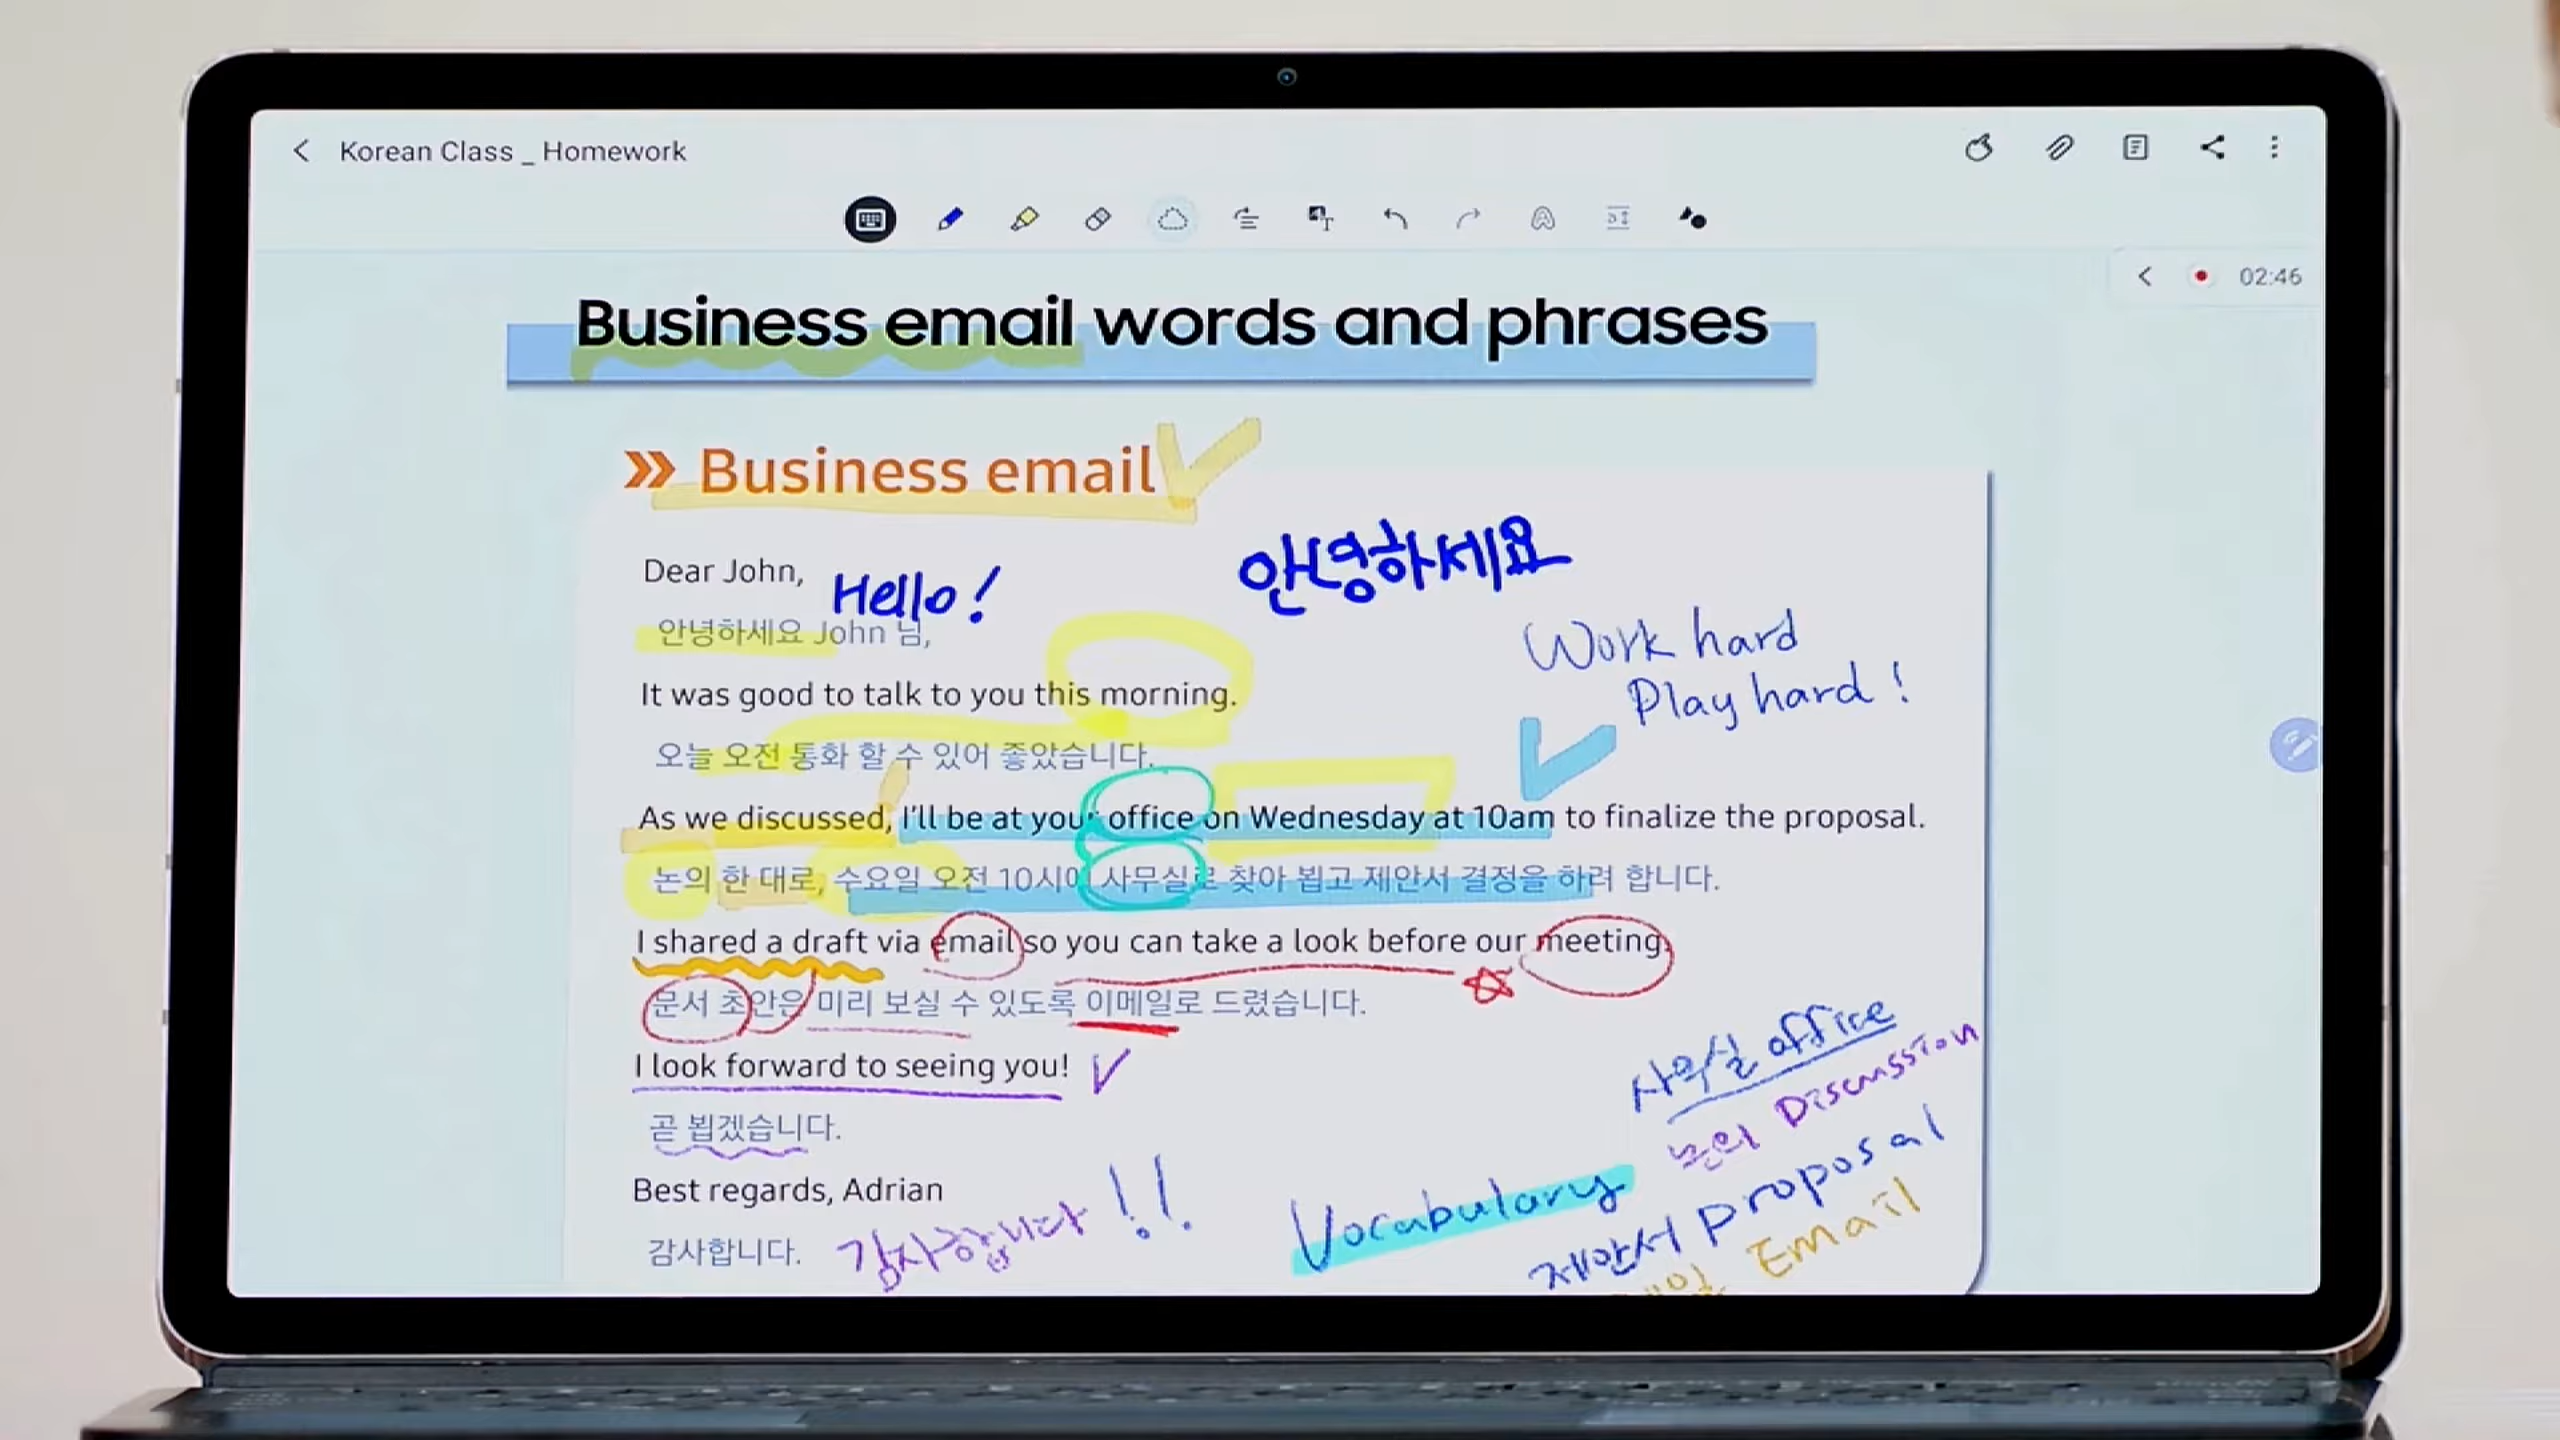 Korean Class _ Homework
02:46
Business email words and phrases
» Business email
안녕하세요
Dear John,
Hello!
안녕하세요 John 님,
Work hard
Play hard!
It was good to talk to you this morning.
오늘 오전 통화 할 수 있어 좋았습니다.
As we discussed, I'll be at your office on Wednesday at 10am to finalize the proposal.
논의 한 대로, 수요일 오전 10시에 사무실로 찾아 뵙고 제안서 결정을 하려 합니다.
I shared a draft via email so you can take a look before our meeting.
문서 초안은 미리 보실 수 있도록 이메일로 드렸습니다.
I look forward to seeing you!
곧 뵙겠습니다.
Best regards, Adrian
감사합니다.
감사합니다!!
Vocabulary
사무실 office
논의 Discussion
제안서 proposal
Email